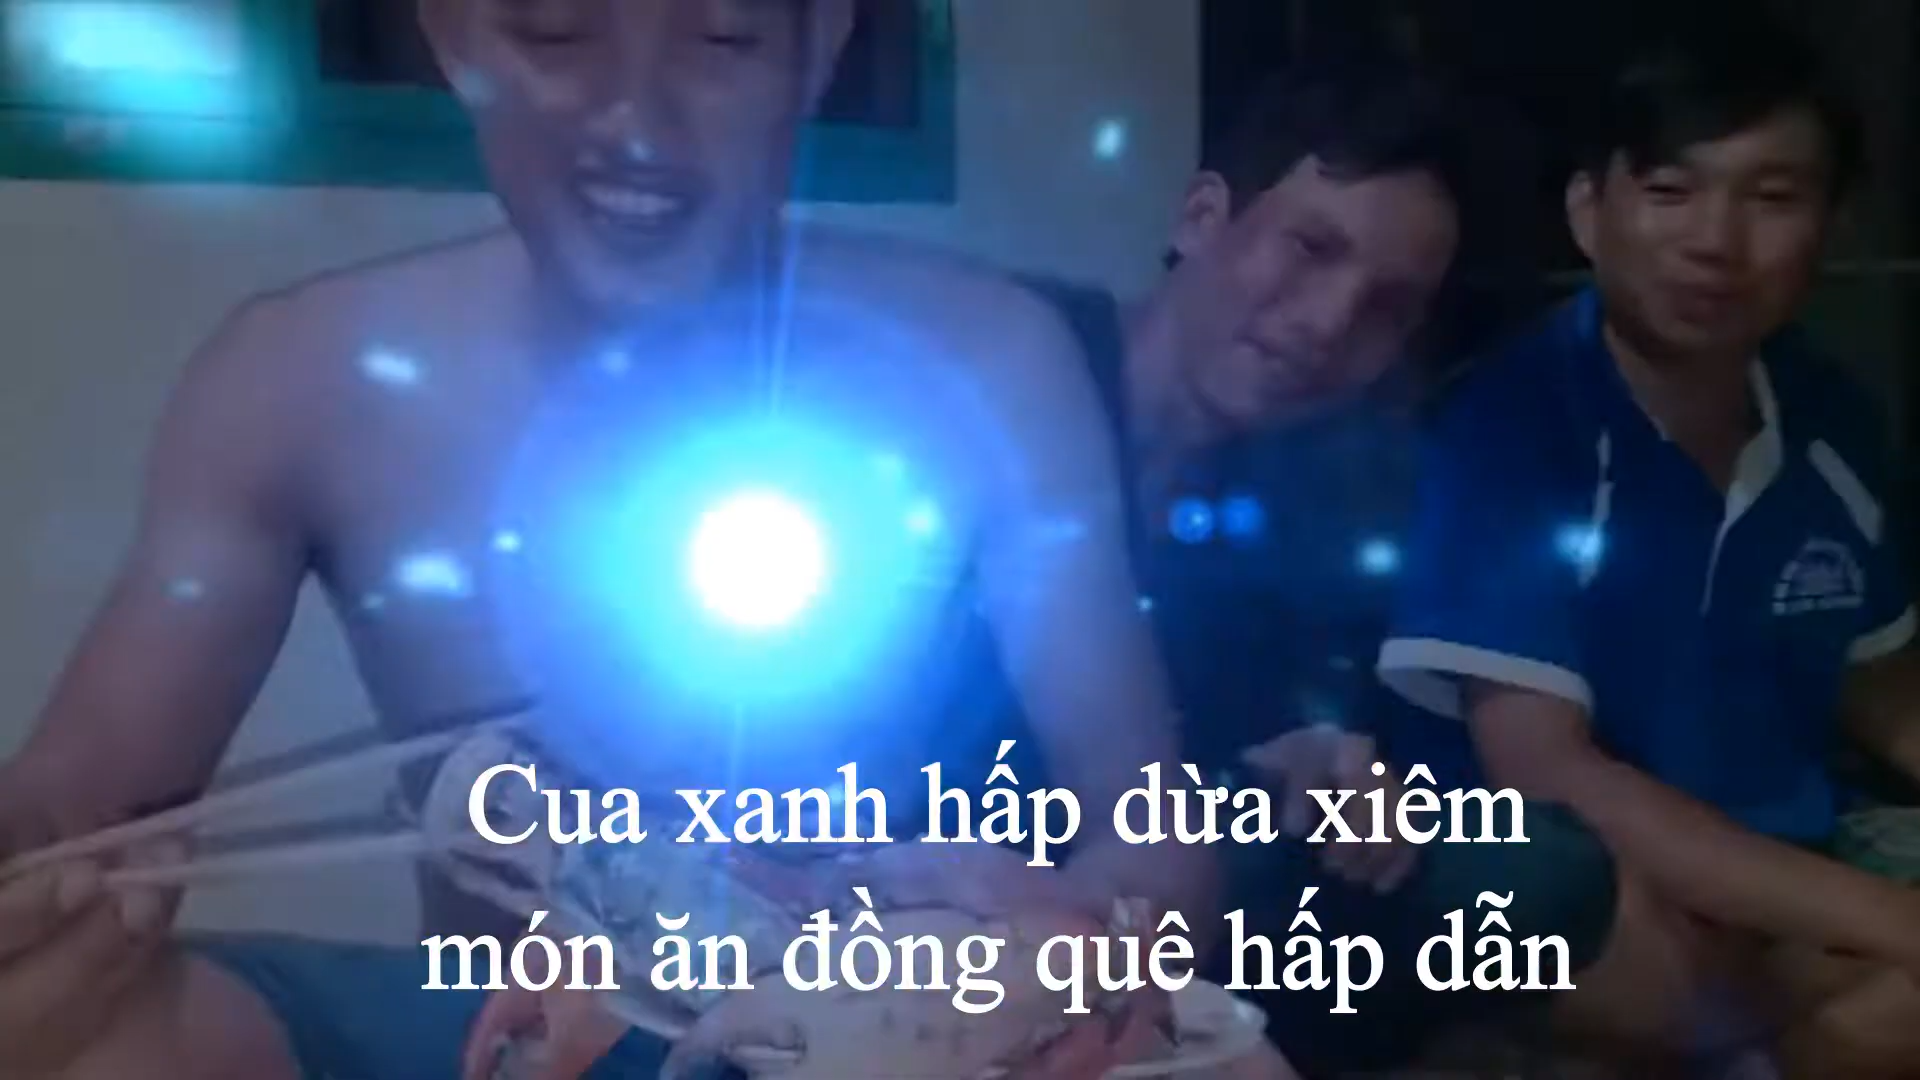 Cua xanh hấp dừa xiêm
món ăn đồng quê hấp dẫn